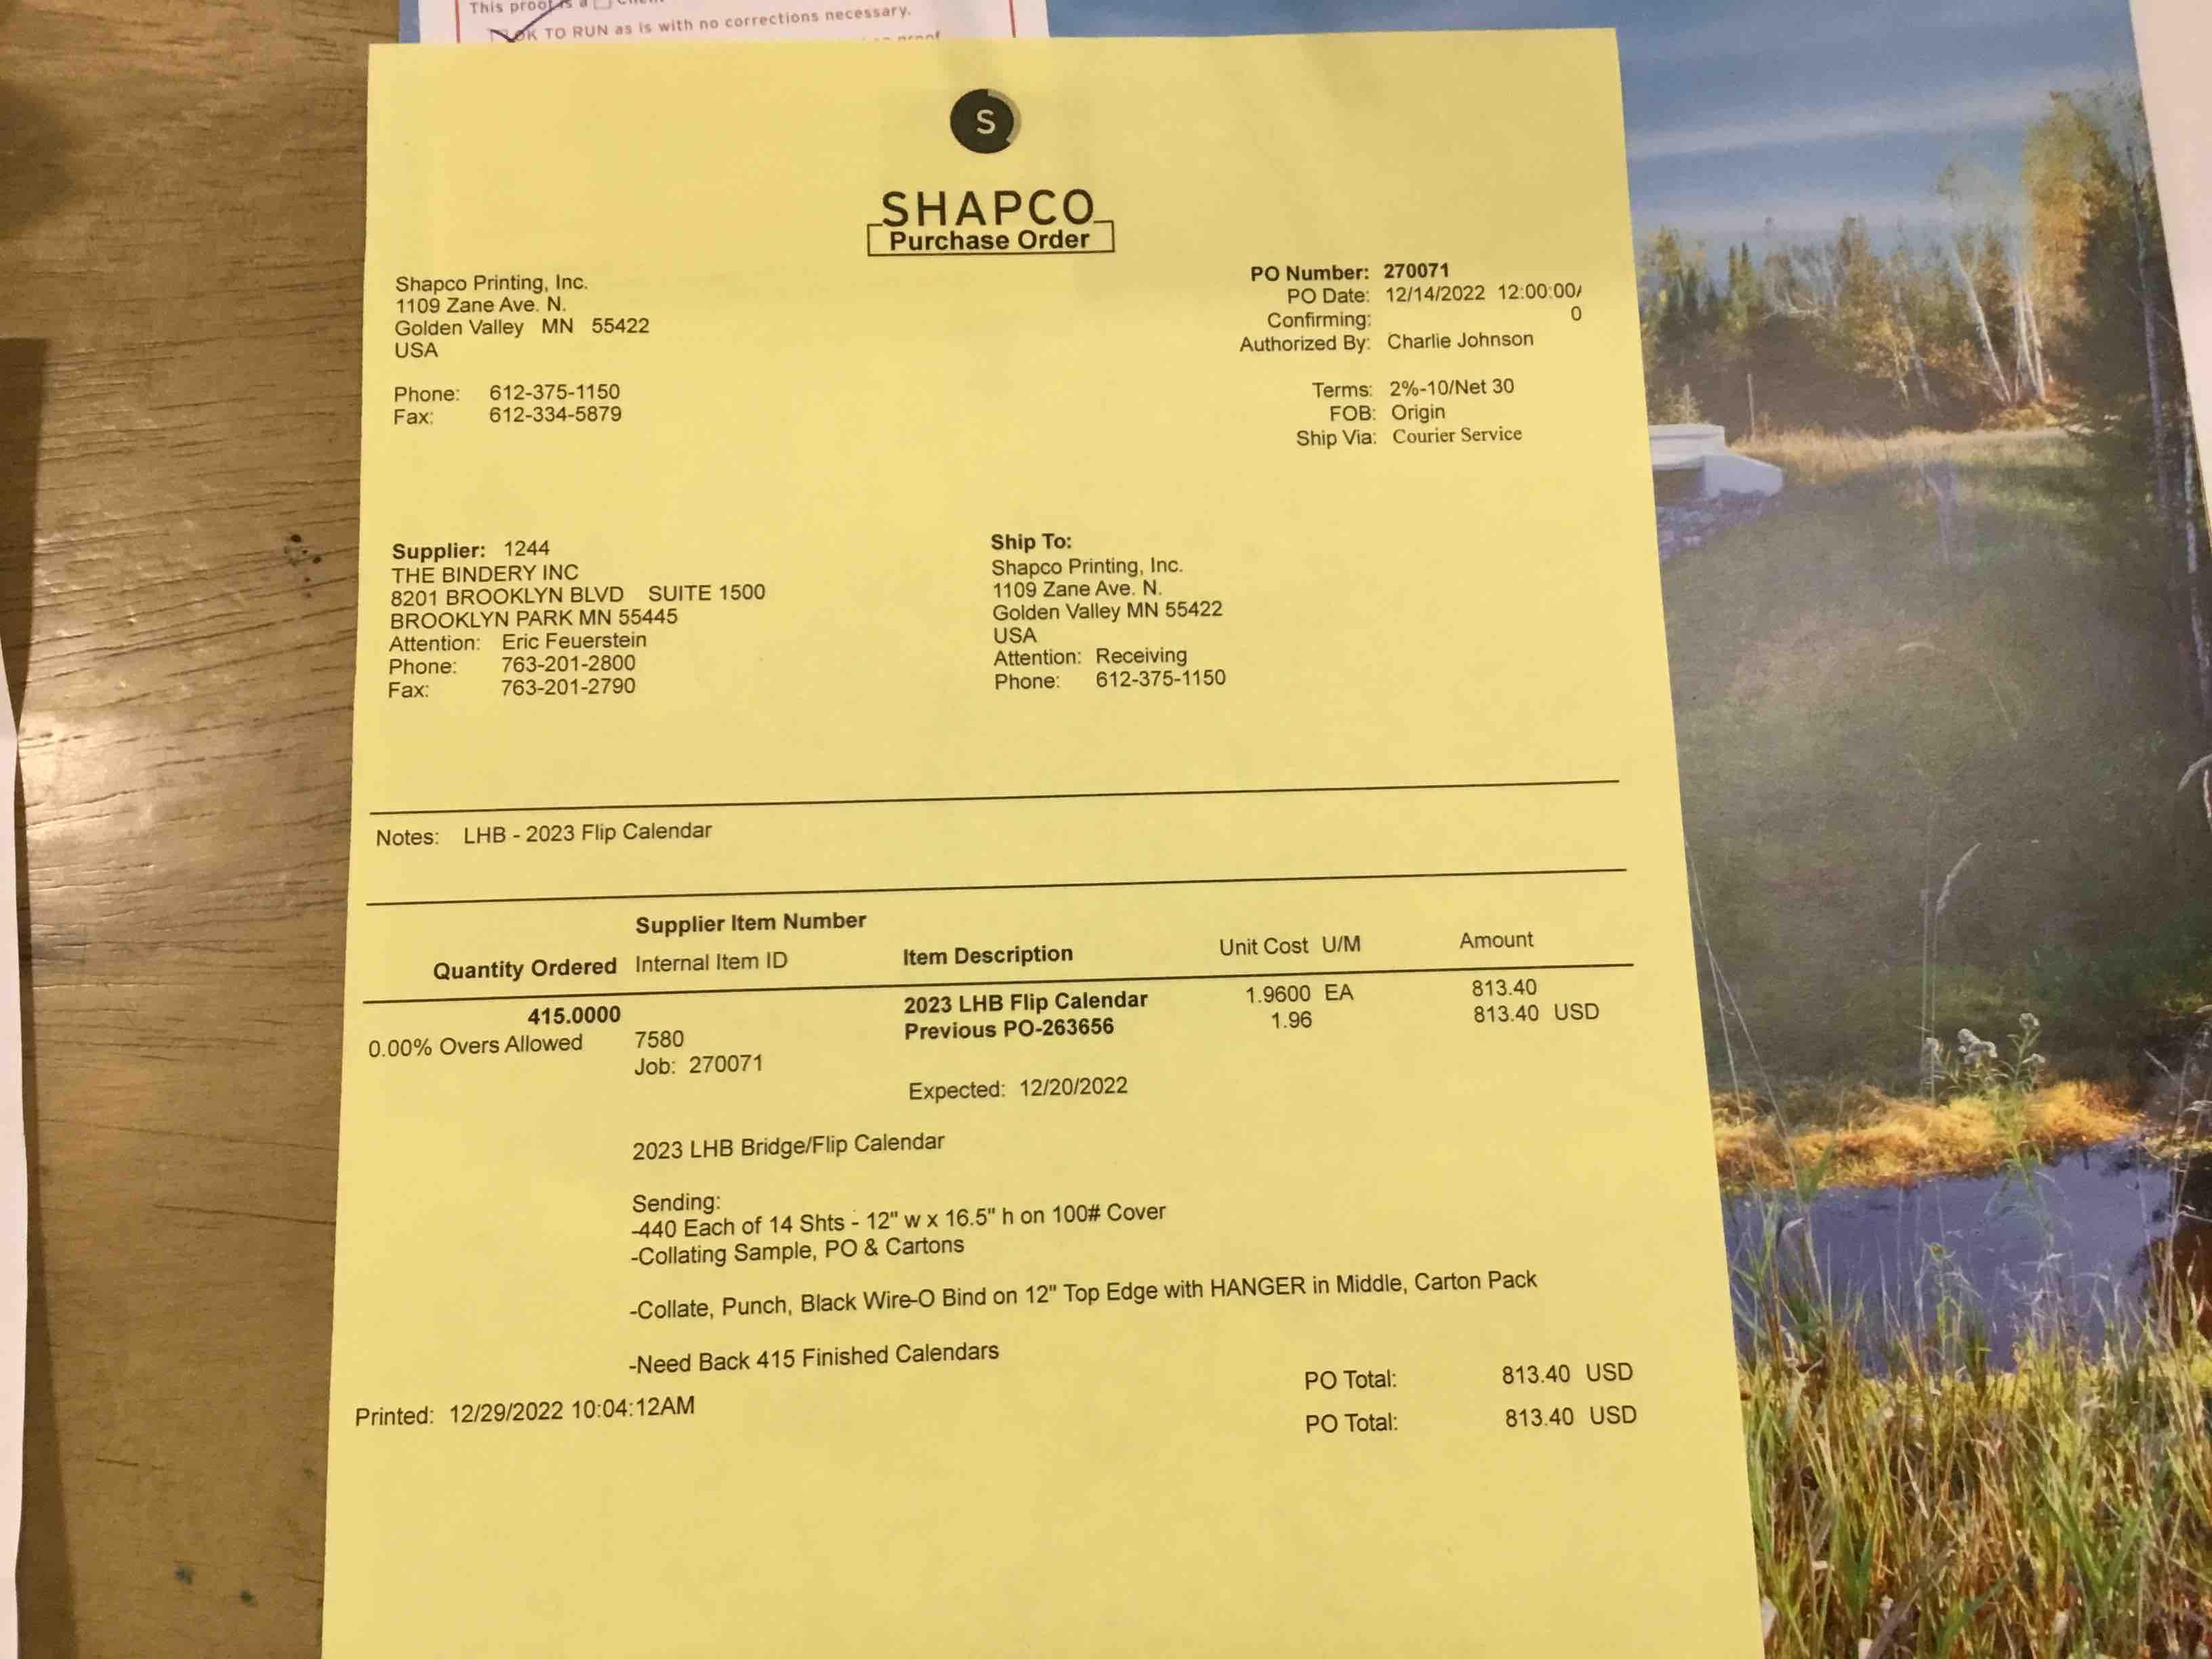 This proof is a
OK TO RUN as is with no corrections necessary.
S
SHAPCO
Purchase Order
Shapco Printing, Inc.
1109 Zane Ave. N.
Golden Valley MN 55422
USA
Phone: 612-375-1150
Fax: 612-334-5879
PO Number: 270071
PO Date: 12/14/2022 12:00:00/
Confirming: 0
Authorized By: Charlie Johnson
Terms: 2%-10/Net 30
FOB: Origin
Ship Via: Courier Service
Supplier: 1244
THE BINDERY INC
8201 BROOKLYN BLVD SUITE 1500
BROOKLYN PARK MN 55445
Attention: Eric Feuerstein
Phone: 763-201-2800
Fax: 763-201-2790
Ship To:
Shapco Printing, Inc.
1109 Zane Ave. N.
Golden Valley MN 55422
USA
Attention: Receiving
Phone: 612-375-1150
Notes: LHB - 2023 Flip Calendar
Supplier Item Number
Quantity Ordered Internal Item ID Item Description Unit Cost U/M Amount
415.0000 2023 LHB Flip Calendar 1.9600 EA 813.40
Previous PO-263656 1.96 813.40 USD
0.00% Overs Allowed 7580
Job: 270071
Expected: 12/20/2022
2023 LHB Bridge/Flip Calendar
Sending:
-440 Each of 14 Shts - 12" w x 16.5" h on 100# Cover
-Collating Sample, PO & Cartons
-Collate, Punch, Black Wire-O Bind on 12" Top Edge with HANGER in Middle, Carton Pack
-Need Back 415 Finished Calendars
PO Total: 813.40 USD
Printed: 12/29/2022 10:04:12AM
PO Total: 813.40 USD